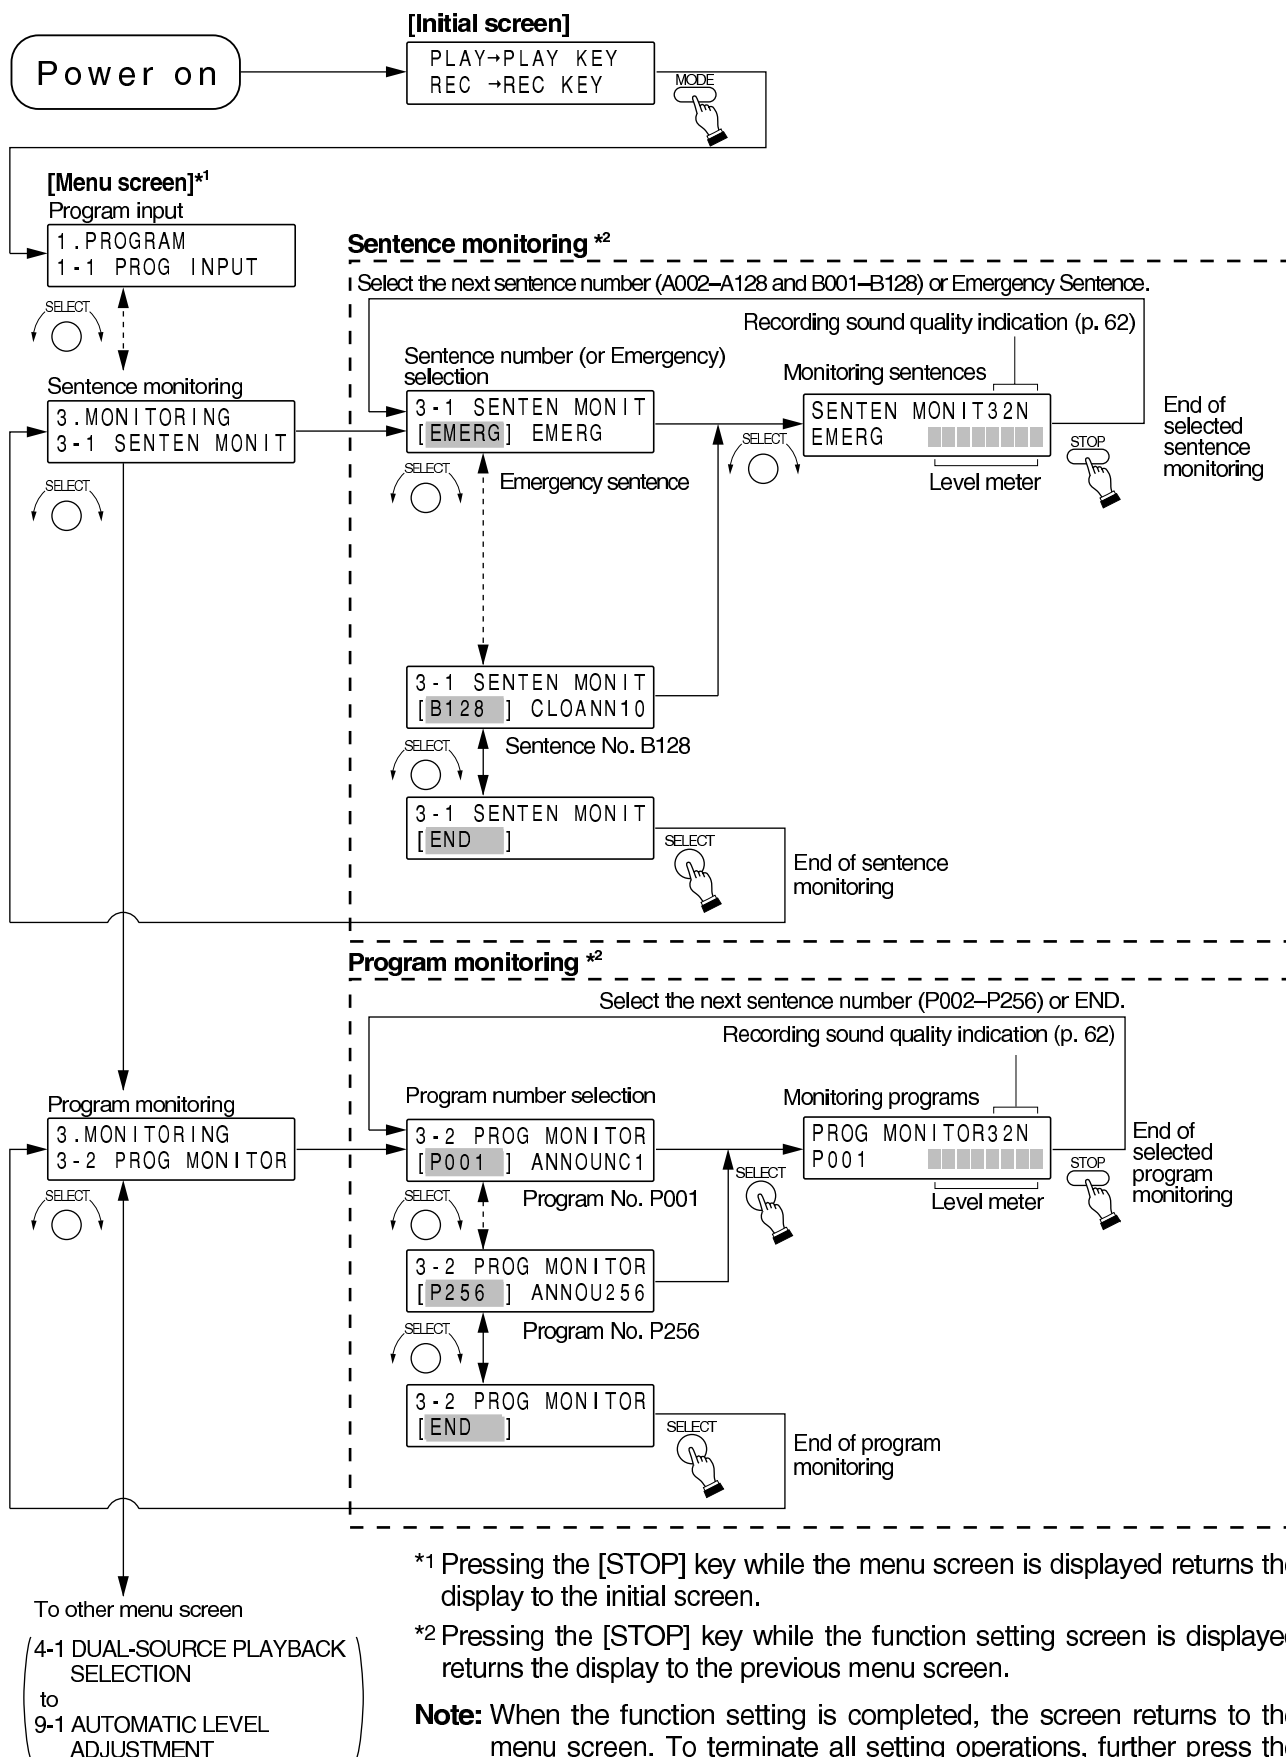 [Initial screen]
Power on
PLAY→PLAY KEY
REC →REC KEY
MODE
[Menu screen]*1
Program input
1.PROGRAM
1-1 PROG INPUT
SELECT
Sentence monitoring
3.MONITORING
3-1 SENTEN MONIT
SELECT
Sentence monitoring *2
Select the next sentence number (A002–A128 and B001–B128) or Emergency Sentence.
Recording sound quality indication (p. 62)
Sentence number (or Emergency)
selection
3-1 SENTEN MONIT
[EMERG] EMERG
SELECT
Emergency sentence
Monitoring sentences
SENTEN MONIT32N
EMERG
SELECT
Level meter
STOP
End of
selected
sentence
monitoring
3-1 SENTEN MONIT
[B128 ] CLOANN10
SELECT
Sentence No. B128
3-1 SENTEN MONIT
[END ]
SELECT
End of sentence
monitoring
Program monitoring *2
Select the next sentence number (P002–P256) or END.
Recording sound quality indication (p. 62)
Program monitoring
3.MONITORING
3-2 PROG MONITOR
SELECT
Program number selection
3-2 PROG MONITOR
[P001 ] ANNOUNC1
SELECT
Program No. P001
Monitoring programs
PROG MONITOR32N
P001
SELECT
Level meter
STOP
End of
selected
program
monitoring
3-2 PROG MONITOR
[P256 ] ANNOU256
SELECT
Program No. P256
3-2 PROG MONITOR
[END ]
SELECT
End of program
monitoring
To other menu screen
4-1 DUAL-SOURCE PLAYBACK
SELECTION
to
9-1 AUTOMATIC LEVEL
ADJUSTMENT
*1 Pressing the [STOP] key while the menu screen is displayed returns the
display to the initial screen.
*2 Pressing the [STOP] key while the function setting screen is displayed
returns the display to the previous menu screen.
Note: When the function setting is completed, the screen returns to the
menu screen. To terminate all setting operations, further press the